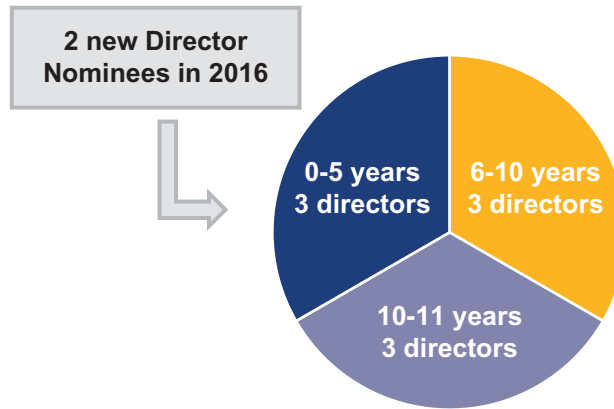 2 new Director
Nominees in 2016
0-5 years
3 directors
6-10 years
3 directors
10-11 years
3 directors